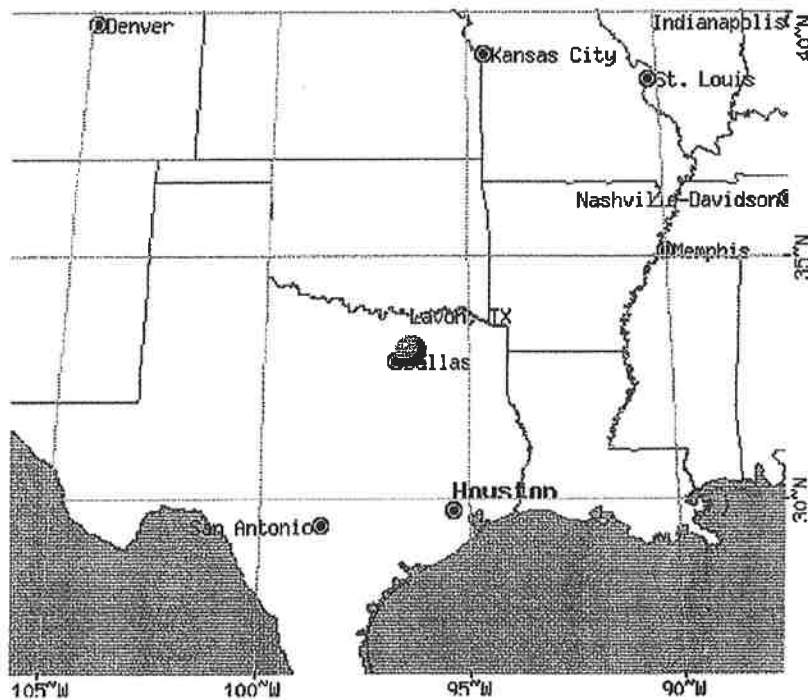 Denver
Indianapolis
40°N
Kansas City
St. Louis
Nashville-Davidson
Memphis
35°N
Lavon, TX
Dallas
Houston
30°N
San Antonio
105°W
100°W
95°W
90°W